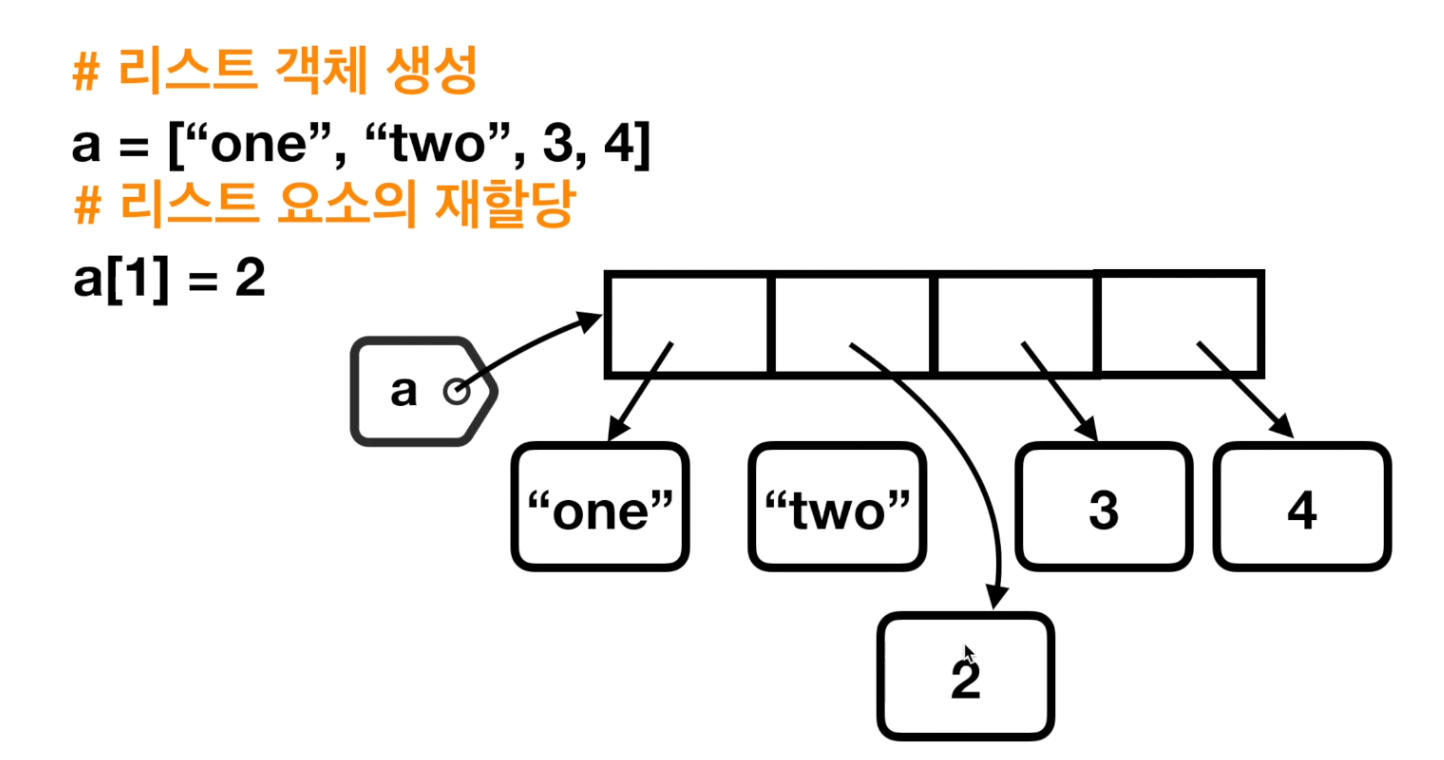 # 리스트 객체 생성
a = [“one”, “two”, 3, 4]
# 리스트 요소의 재할당
a[1] = 2
a
“one”
“two”
3
4
2